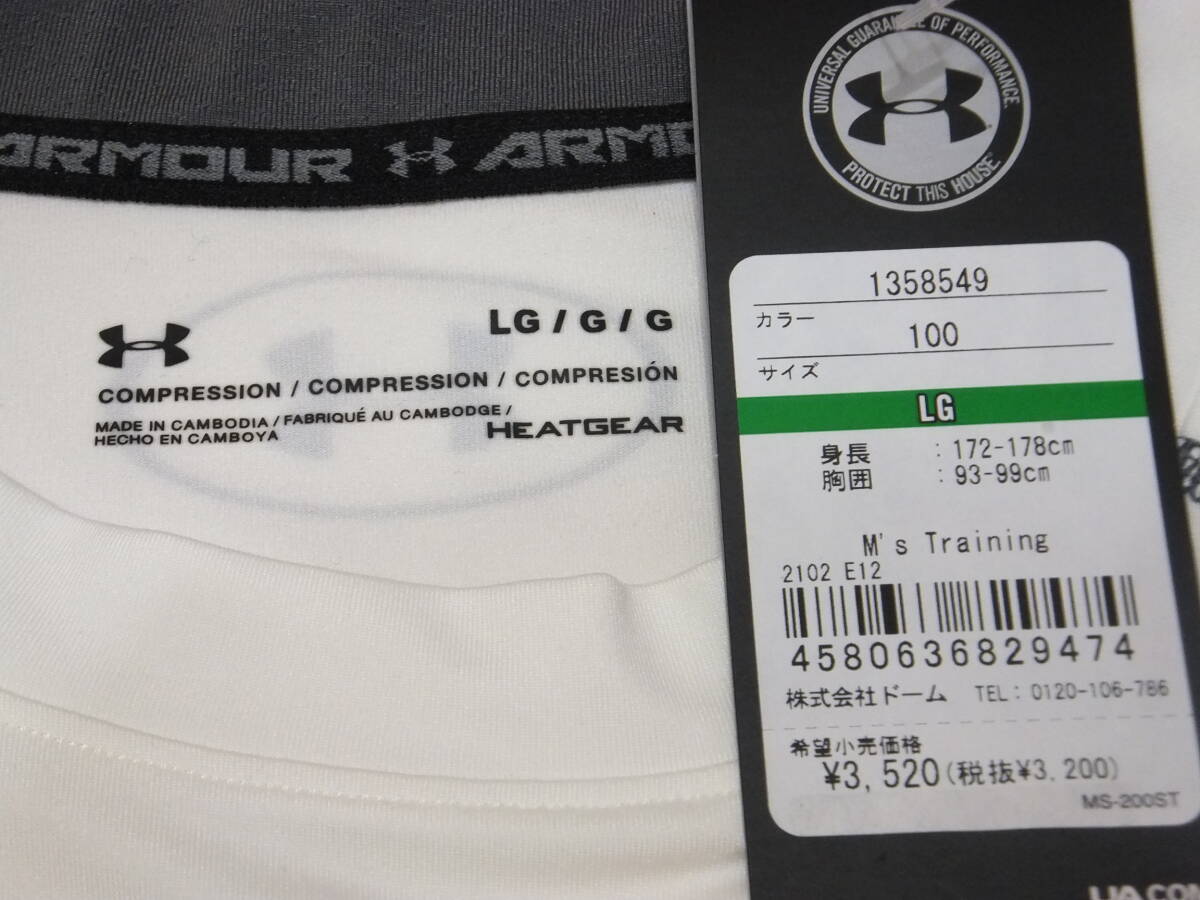 ARMOUR ARMO
LG / G / G
COMPRESSION / COMPRESSION / COMPRESIÓN
MADE IN CAMBODIA / FABRIQUÉ AU CAMBODGE /
HECHO EN CAMBOYA
HEATGEAR
UNIVERSAL GUARANTEE OF PERFORMANCE.
PROTECT THIS HOUSE
1358549
カラー
100
サイズ
LG
身長 : 172-178cm
胸囲 : 93-99cm
M's Training
2102 E12
4580636829474
株式会社ドーム TEL: 0120-106-786
希望小売価格
¥3,520(税抜¥3,200)
MS-200ST
UA COM